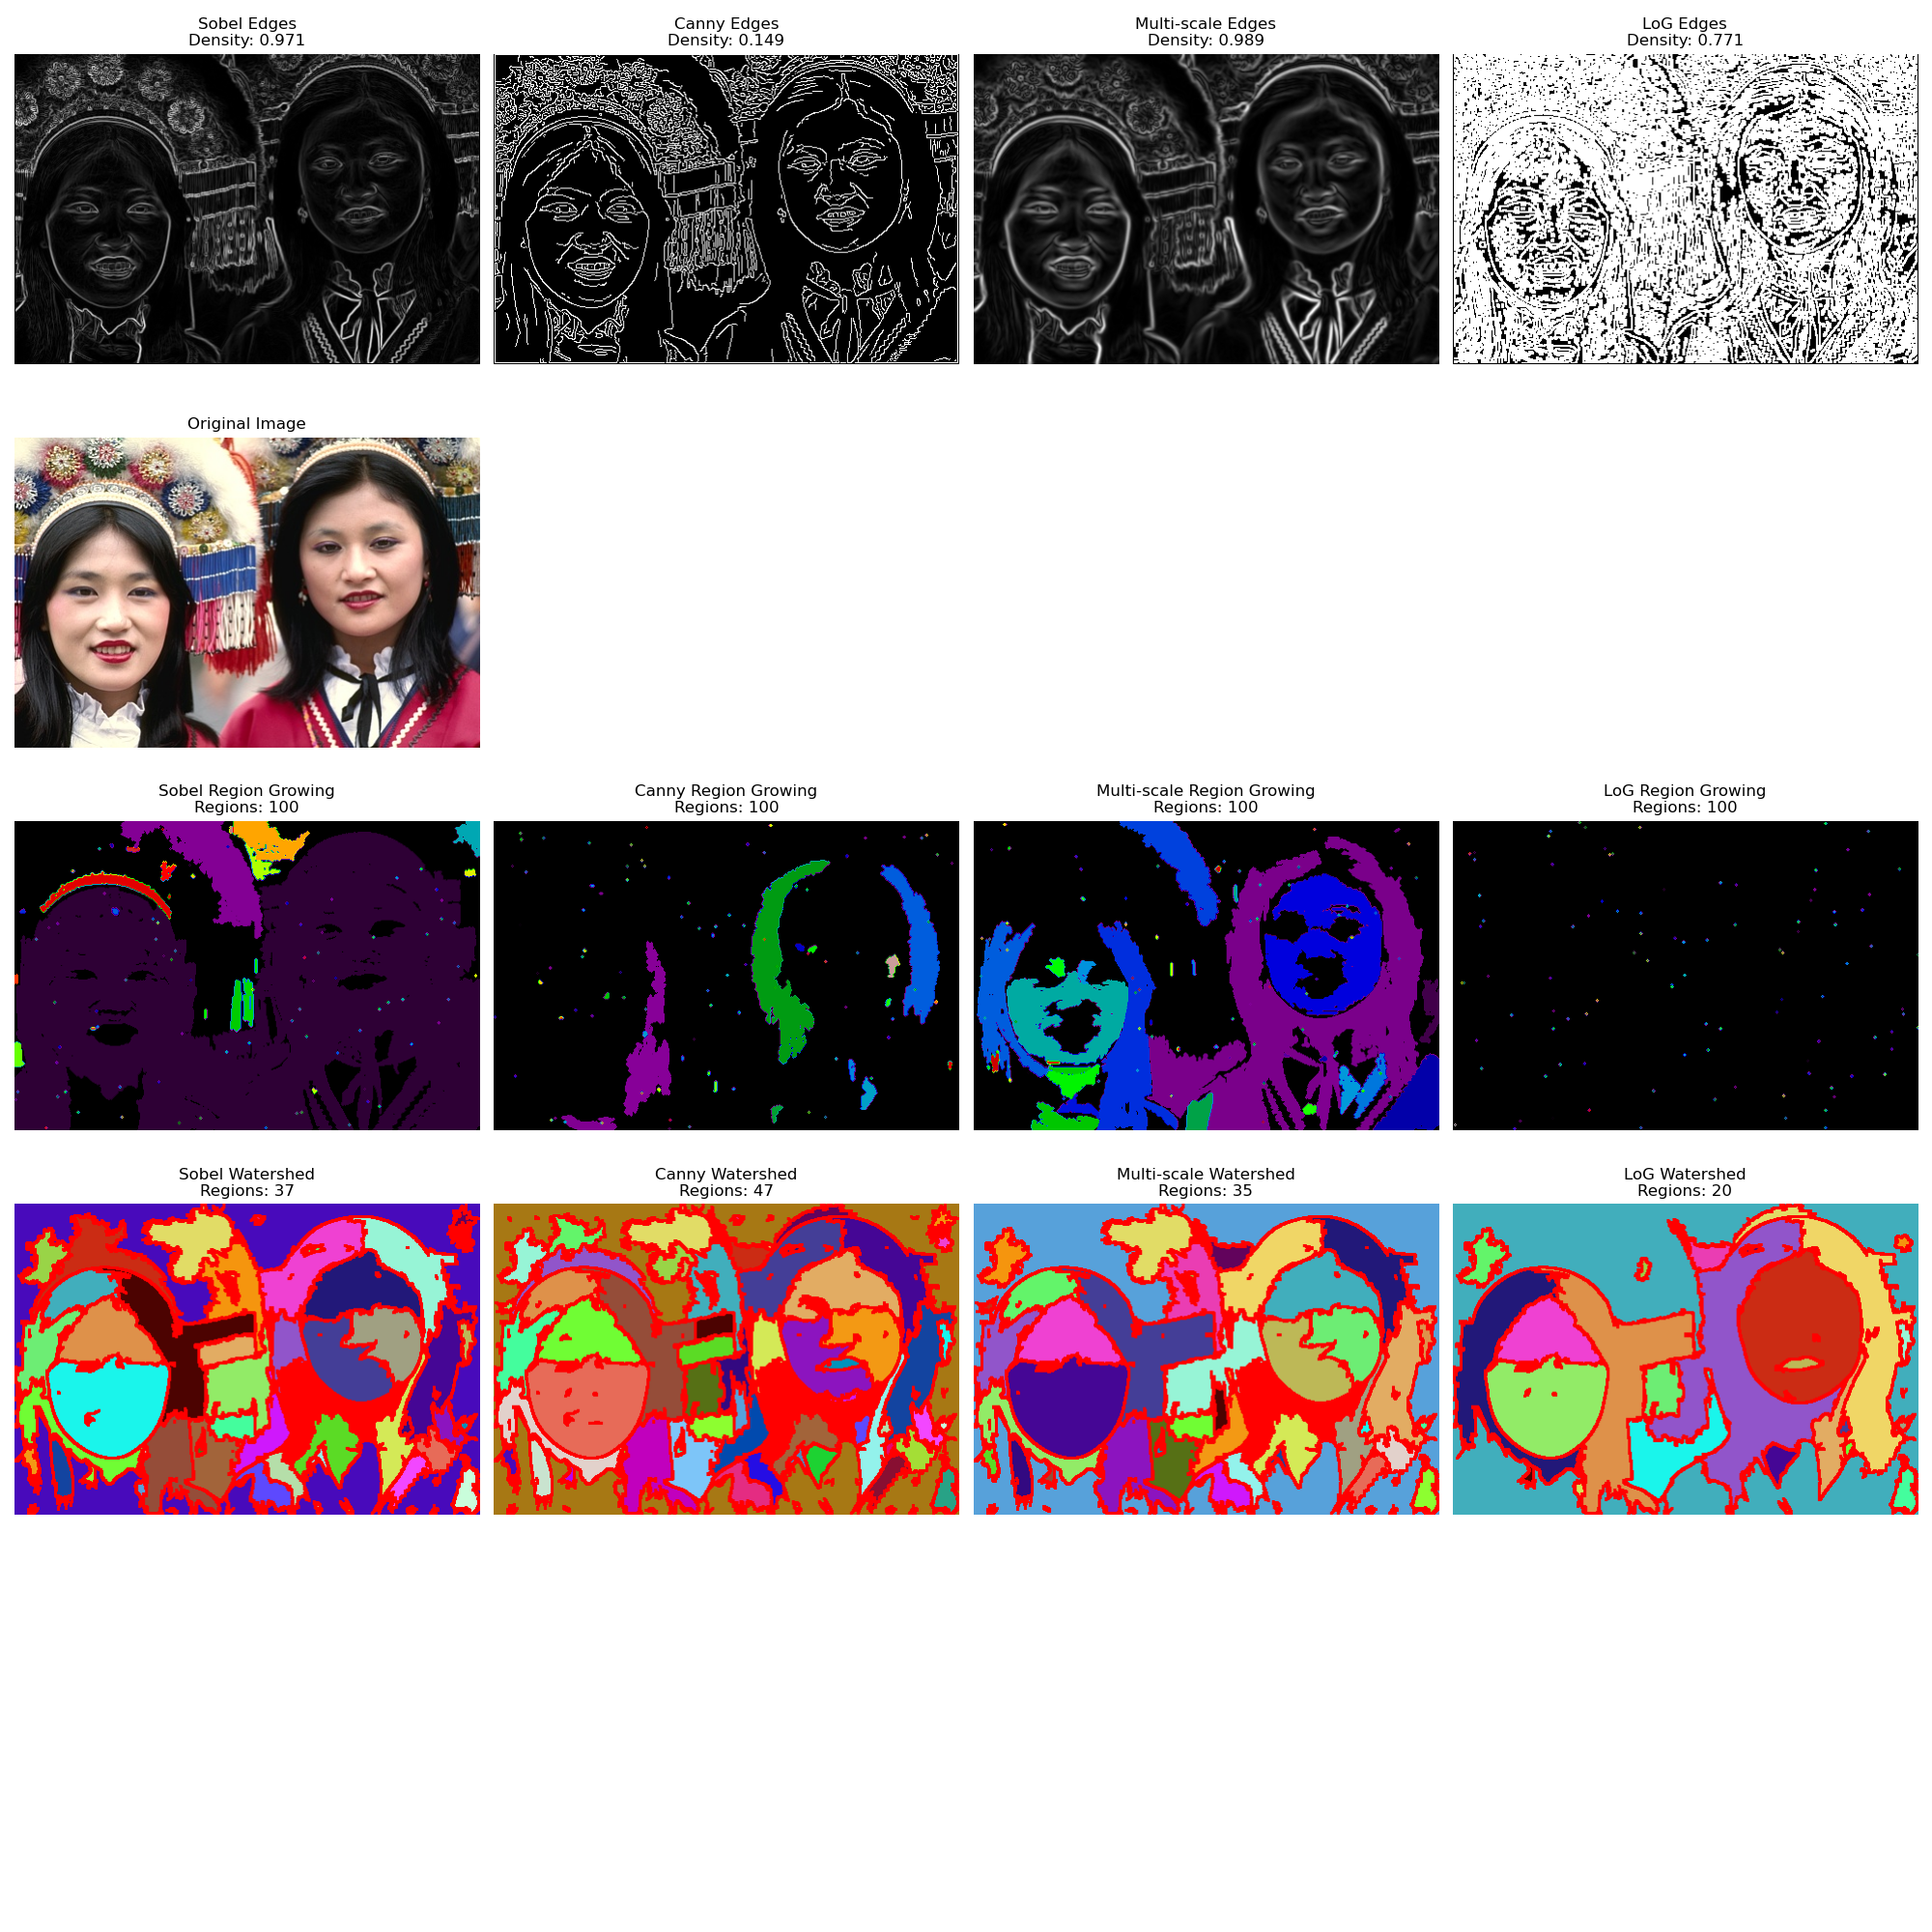 Sobel Edges
Density: 0.971
Canny Edges
Density: 0.149
Multi-scale Edges
Density: 0.989
LoG Edges
Density: 0.771
Original Image
Sobel Region Growing
Regions: 100
Canny Region Growing
Regions: 100
Multi-scale Region Growing
Regions: 100
LoG Region Growing
Regions: 100
Sobel Watershed
Regions: 37
Canny Watershed
Regions: 47
Multi-scale Watershed
Regions: 35
LoG Watershed
Regions: 20